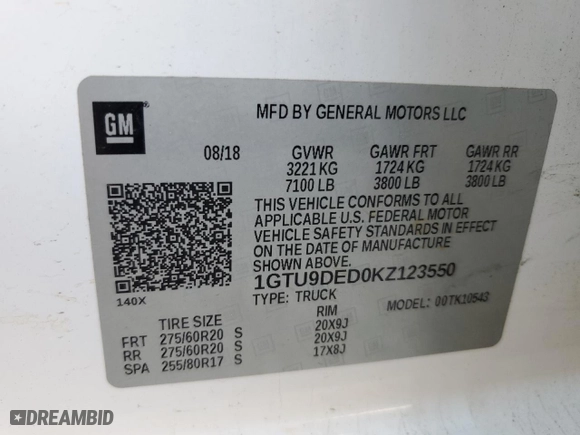 GM®
MFD BY GENERAL MOTORS LLC
08/18 GVWR GAWR FRT GAWR RR
3221 KG 1724 KG 1724 KG
7100 LB 3800 LB 3800 LB
THIS VEHICLE CONFORMS TO ALL
APPLICABLE U.S. FEDERAL MOTOR
VEHICLE SAFETY STANDARDS IN EFFECT
ON THE DATE OF MANUFACTURE
SHOWN ABOVE.
1GTU9DED0KZ123550
140X TYPE: TRUCK MODEL: 00TK10543
TIRE SIZE RIM
FRT 275/60R20 S 20X9J
RR 275/60R20 S 20X9J
SPA 255/80R17 S 17X8J
DREAMBID